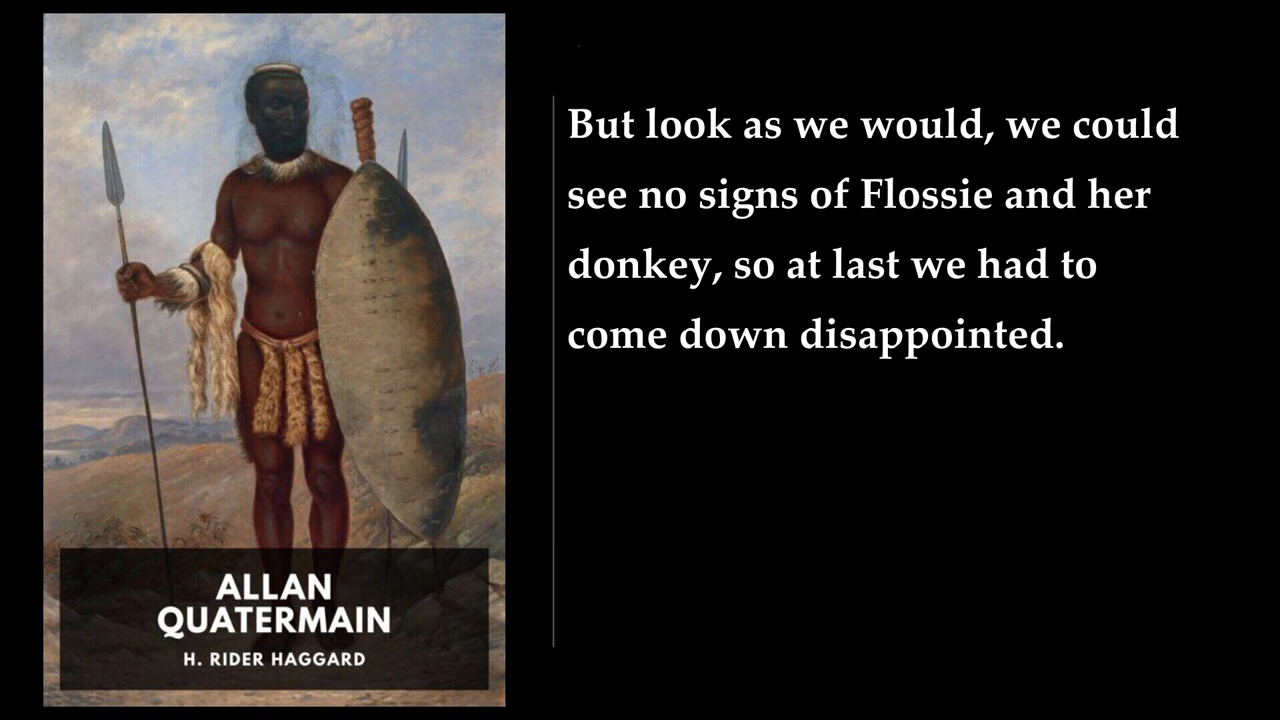 ALLAN
QUATERMAIN
H. RIDER HAGGARD
But look as we would, we could
see no signs of Flossie and her
donkey, so at last we had to
come down disappointed.